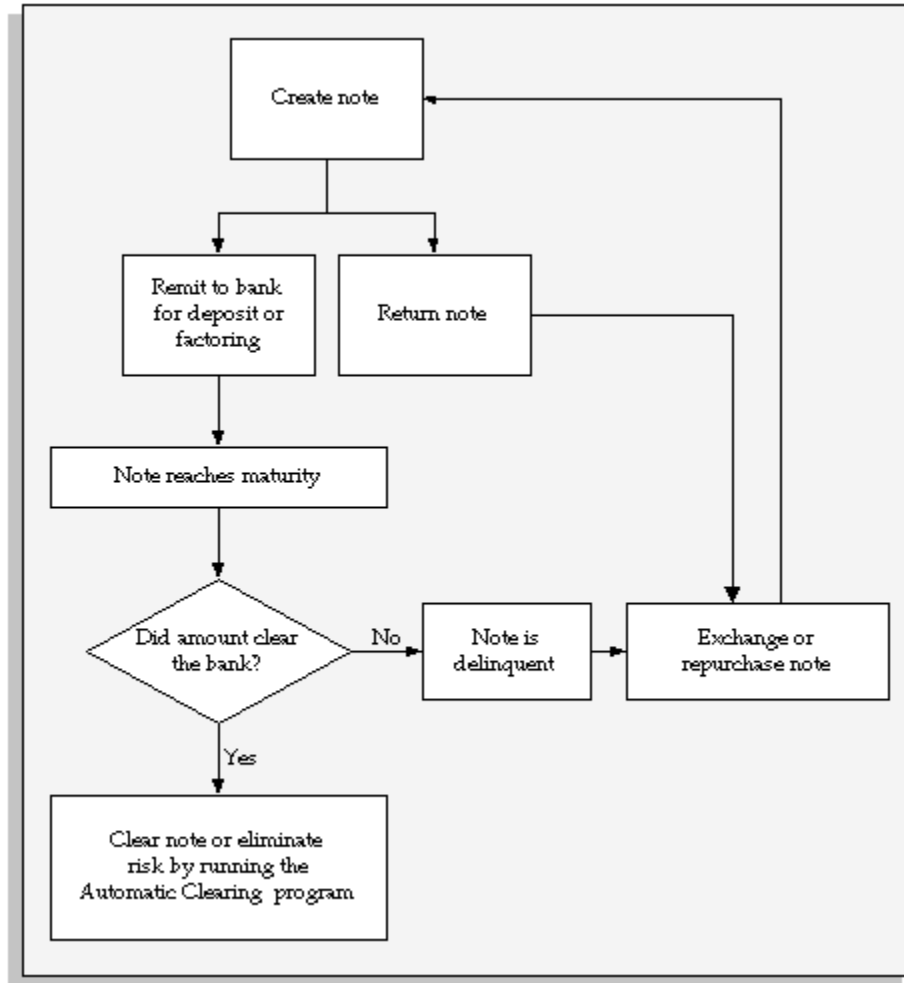 Create note
Remit to bank
for deposit or
factoring
Return note
Note reaches maturity
Did amount clear
the bank?
No
Note is
delinquent
Exchange or
repurchase note
Yes
Clear note or eliminate
risk by running the
Automatic Clearing program